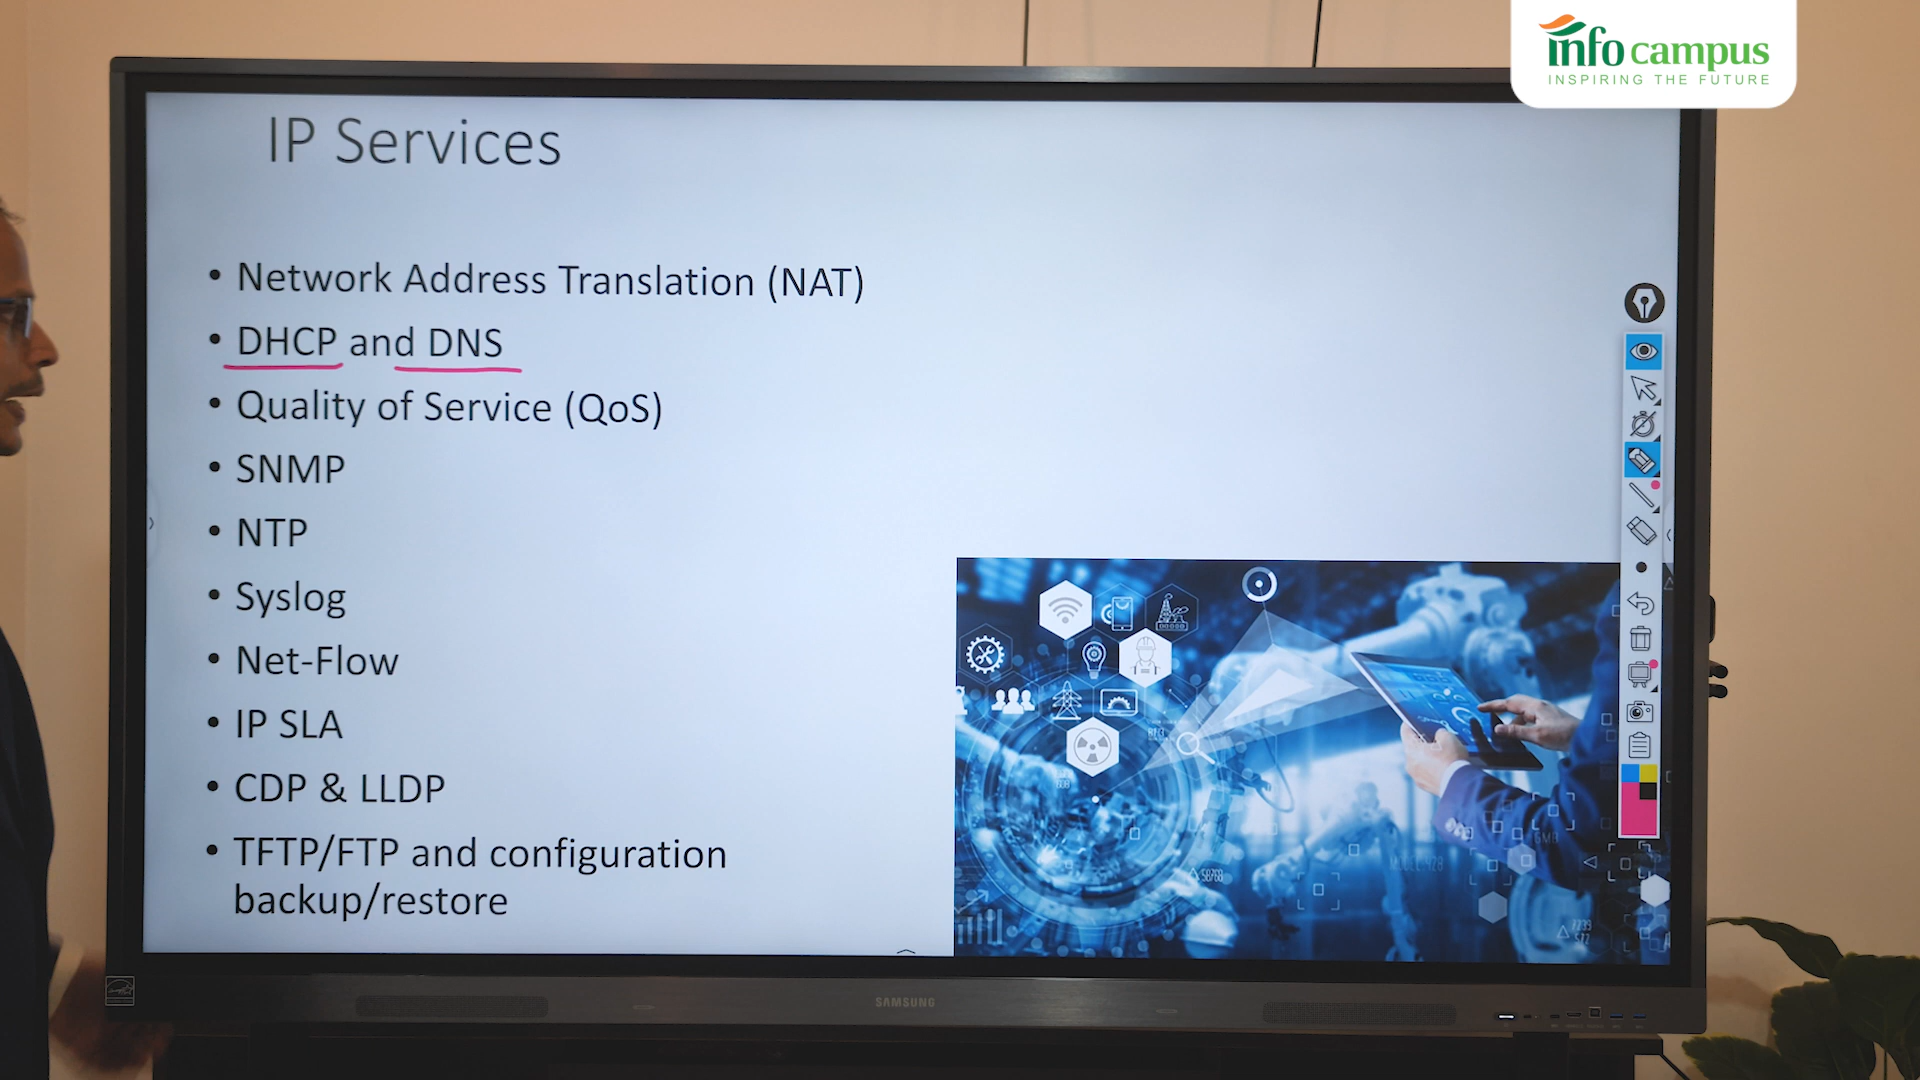 info campus
INSPIRING THE FUTURE
IP Services
• Network Address Translation (NAT)
• DHCP and DNS
• Quality of Service (QoS)
• SNMP
• NTP
• Syslog
• Net-Flow
• IP SLA
• CDP & LLDP
• TFTP/FTP and configuration
backup/restore
SAMSUNG